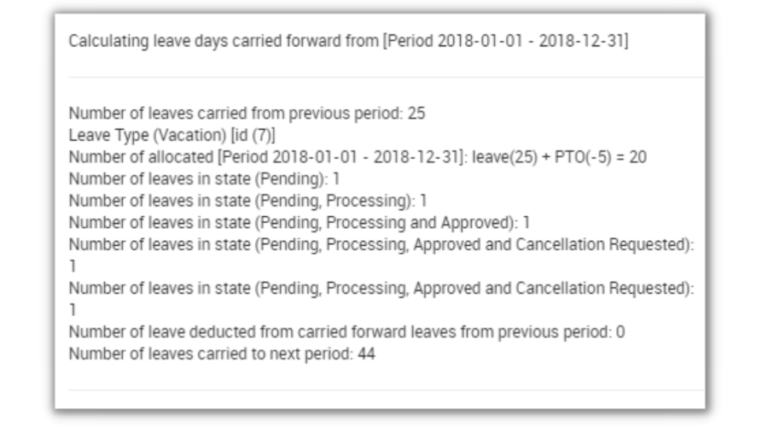 Calculating leave days carried forward from [Period 2018-01-01 - 2018-12-31]
Number of leaves carried from previous period: 25
Leave Type (Vacation) [id (7)]
Number of allocated [Period 2018-01-01 - 2018-12-31]: leave(25) + PTO(-5) = 20
Number of leaves in state (Pending): 1
Number of leaves in state (Pending, Processing): 1
Number of leaves in state (Pending, Processing and Approved): 1
Number of leaves in state (Pending, Processing, Approved and Cancellation Requested):
1
Number of leaves in state (Pending, Processing, Approved and Cancellation Requested):
1
Number of leave deducted from carried forward leaves from previous period: 0
Number of leaves carried to next period: 44